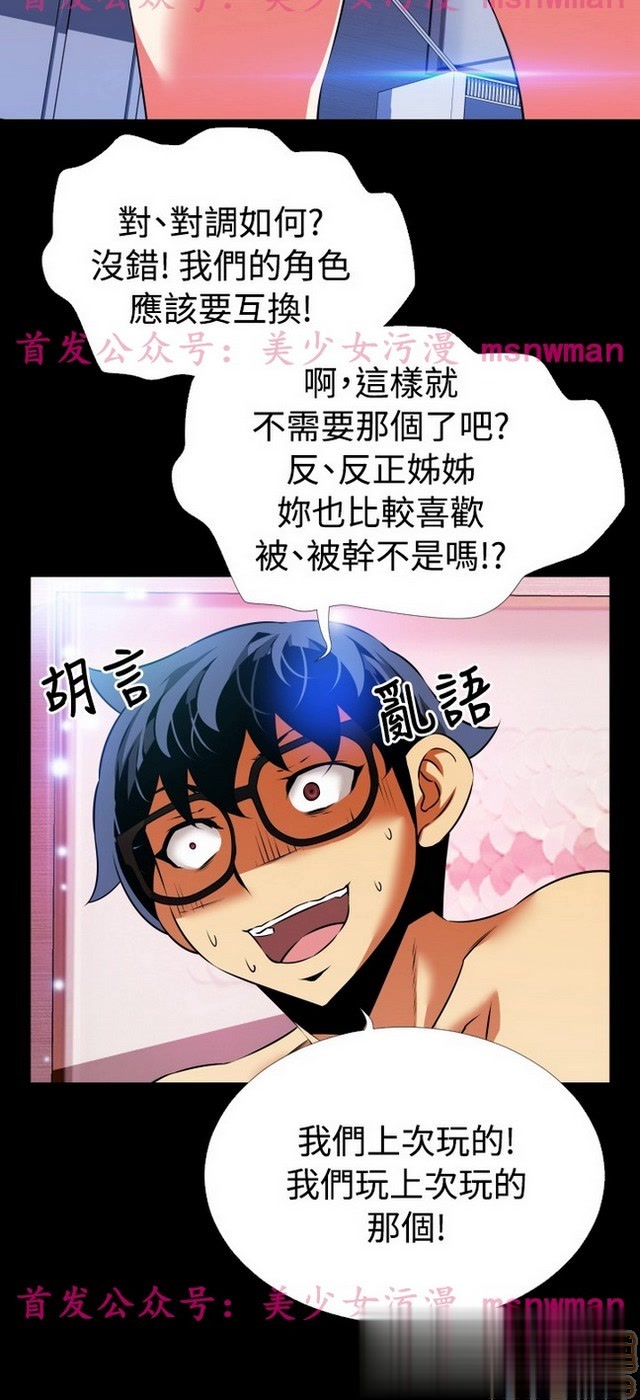 首发公众号：美少女污漫 msnwman
對、對調如何?
沒錯! 我們的角色
應該要互換!
首发公众号：美少女污漫 msnwman
啊,這樣就
不需要那個了吧?
反、反正姊姊
妳也比較喜歡
被、被幹不是嗎!?
胡言
亂語
我們上次玩的!
我們玩上次玩的
那個!
首发公众号：美少女污漫 msnwman